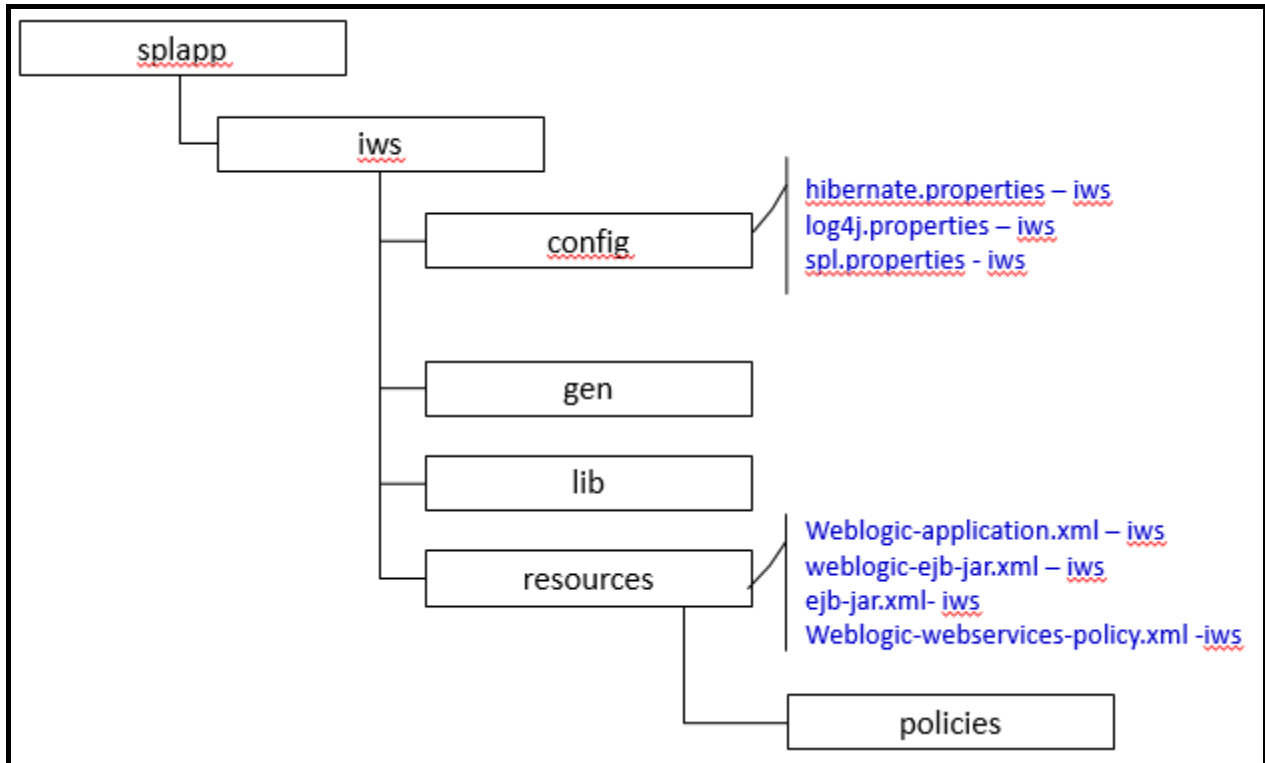 splapp
iws
config
hibernate.properties – iws
log4j.properties – iws
spl.properties - iws
gen
lib
resources
Weblogic-application.xml – iws
weblogic-ejb-jar.xml – iws
ejb-jar.xml- iws
Weblogic-webservices-policy.xml -iws
policies